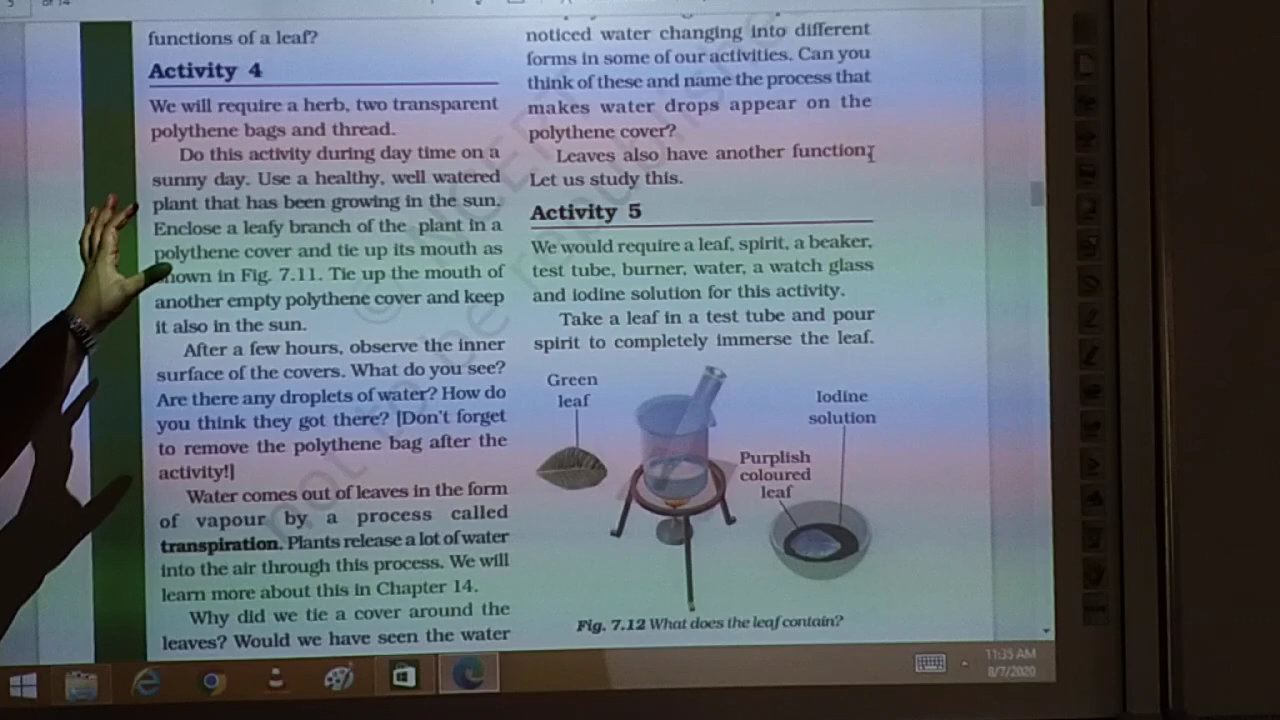 of 14
functions of a leaf?
Activity 4
We will require a herb, two transparent
polythene bags and thread.
Do this activity during day time on a
sunny day. Use a healthy, well watered
plant that has been growing in the sun.
Enclose a leafy branch of the plant in a
polythene cover and tie up its mouth as
shown in Fig. 7.11. Tie up the mouth of
another empty polythene cover and keep
it also in the sun.
After a few hours, observe the inner
surface of the covers. What do you see?
Are there any droplets of water? How do
you think they got there? [Don't forget
to remove the polythene bag after the
activity!]
Water comes out of leaves in the form
of vapour by a process called
transpiration. Plants release a lot of water
into the air through this process. We will
learn more about this in Chapter 14.
Why did we tie a cover around the
leaves? Would we have seen the water
noticed water changing into different
forms in some of our activities. Can you
think of these and name the process that
makes water drops appear on the
polythene cover?
Leaves also have another function.
Let us study this.
Activity 5
We would require a leaf, spirit, a beaker,
test tube, burner, water, a watch glass
and iodine solution for this activity.
Take a leaf in a test tube and pour
spirit to completely immerse the leaf.
Green
leaf
Iodine
solution
Purplish
coloured
leaf
Fig. 7.12 What does the leaf contain?
not to be republished
11:35 AM
8/7/2020